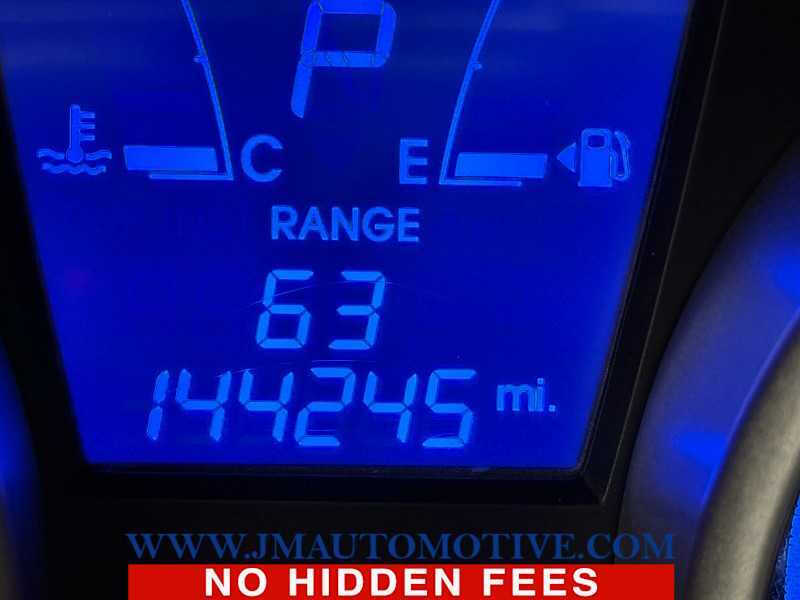 P
C E
RANGE
63
144245 mi.
WWW.JMAUTOMOTIVE.COM
NO HIDDEN FEES